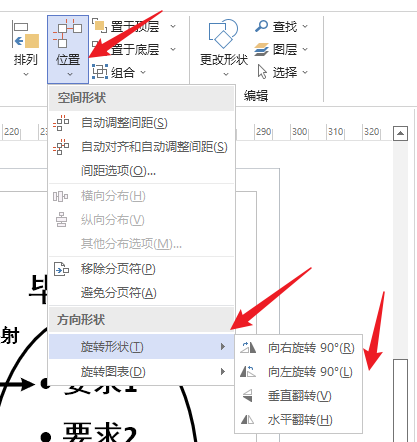 置于顶层
查找
置于底层
图层
排列
位置
组合
更改形状
选择
编辑
空间形状
220
290
300
310
320
自动调整间距(S)
自动对齐和自动调整间距(S)
间距选项(O)...
横向分布(H)
纵向分布(V)
其他分布选项(M)...
移除分页符(P)
避免分页符(A)
方向形状
射
旋转形状(T)
向右旋转 90°(R)
旋转图表(D)
向左旋转 90°(L)
垂直翻转(V)
水平翻转(H)
• 要求1
• 要求2